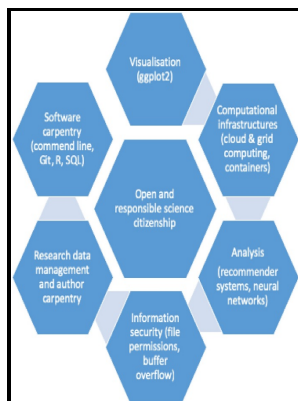 Visualisation
(ggplot2)
Software
carpentry
(commend line,
Git, R, SQL)
Computational
infrastructures
(cloud & grid
computing,
containers)
Open and
responsible science
citizenship
Research data
management
and author
carpentry
Analysis
(recommender
systems, neural
networks)
Information
security (file
permissions,
buffer
overflow)